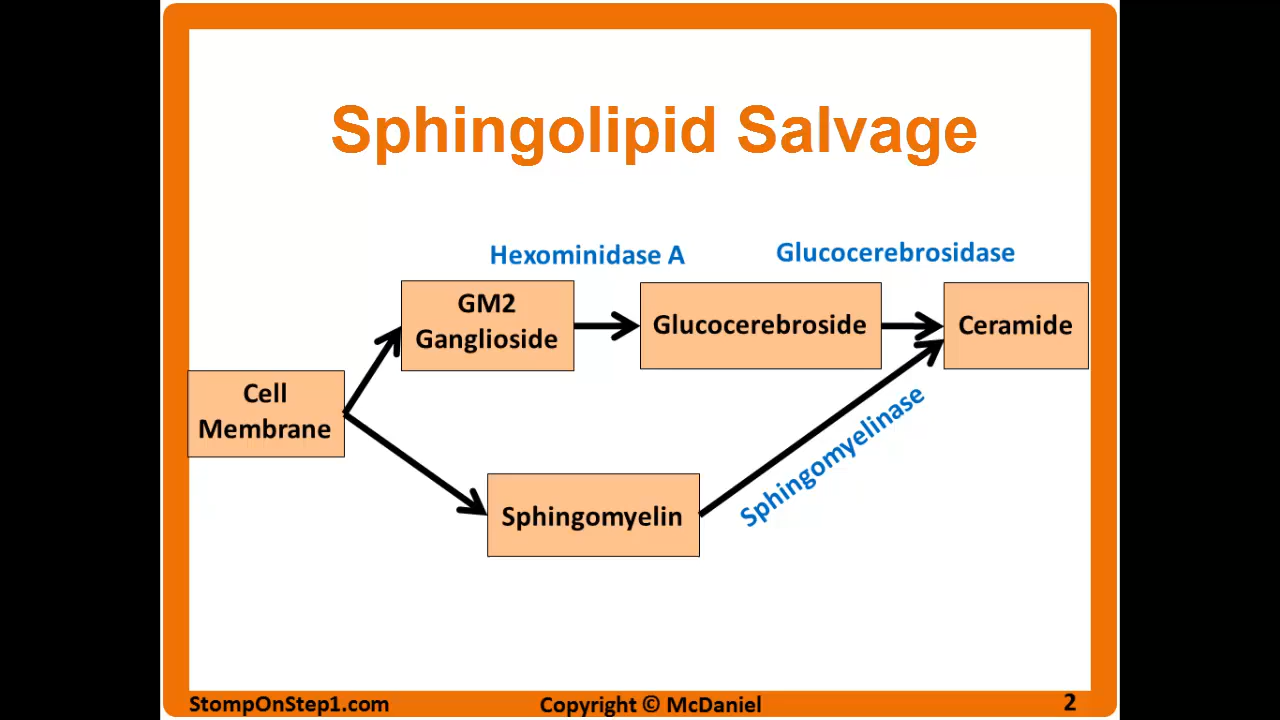 Sphingolipid Salvage
Hexominidase A
Glucocerebrosidase
GM2
Ganglioside
Glucocerebroside
Ceramide
Cell
Membrane
Sphingomyelinase
Sphingomyelin
StompOnStep1.com
Copyright © McDaniel
2